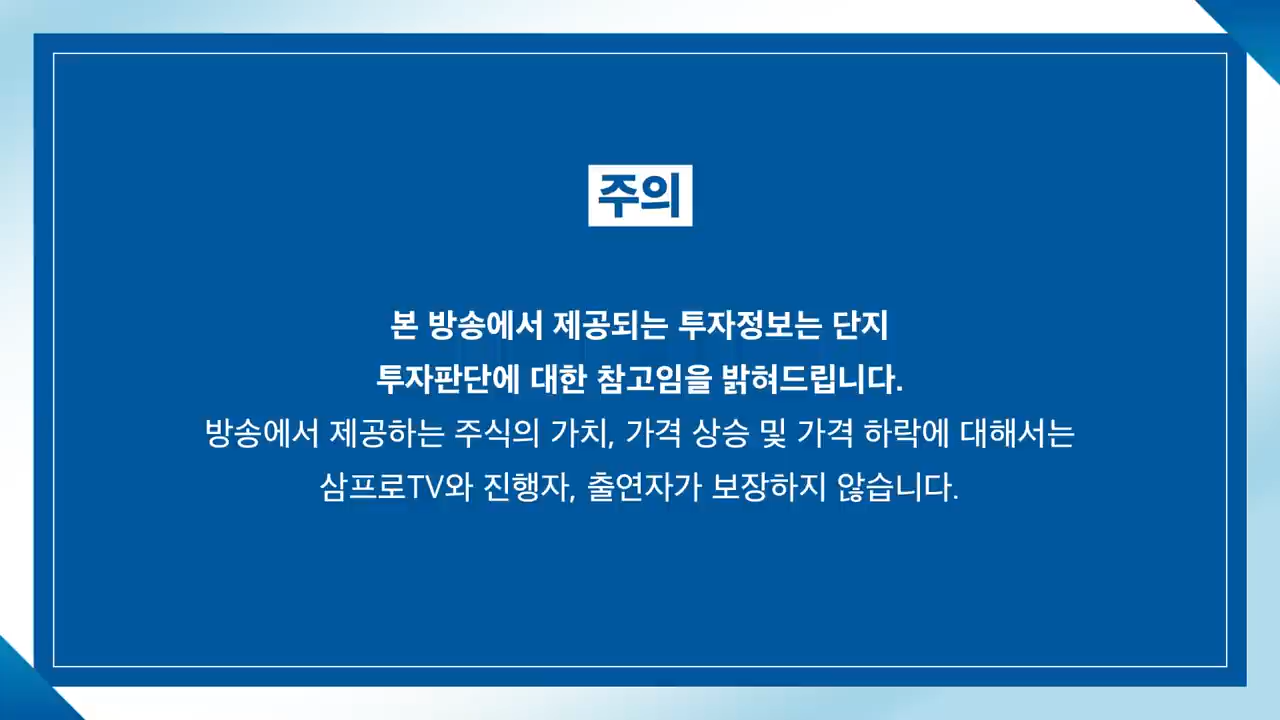 주의
본 방송에서 제공되는 투자정보는 단지
투자판단에 대한 참고임을 밝혀드립니다.
방송에서 제공하는 주식의 가치, 가격 상승 및 가격 하락에 대해서는
삼프로TV와 진행자, 출연자가 보장하지 않습니다.